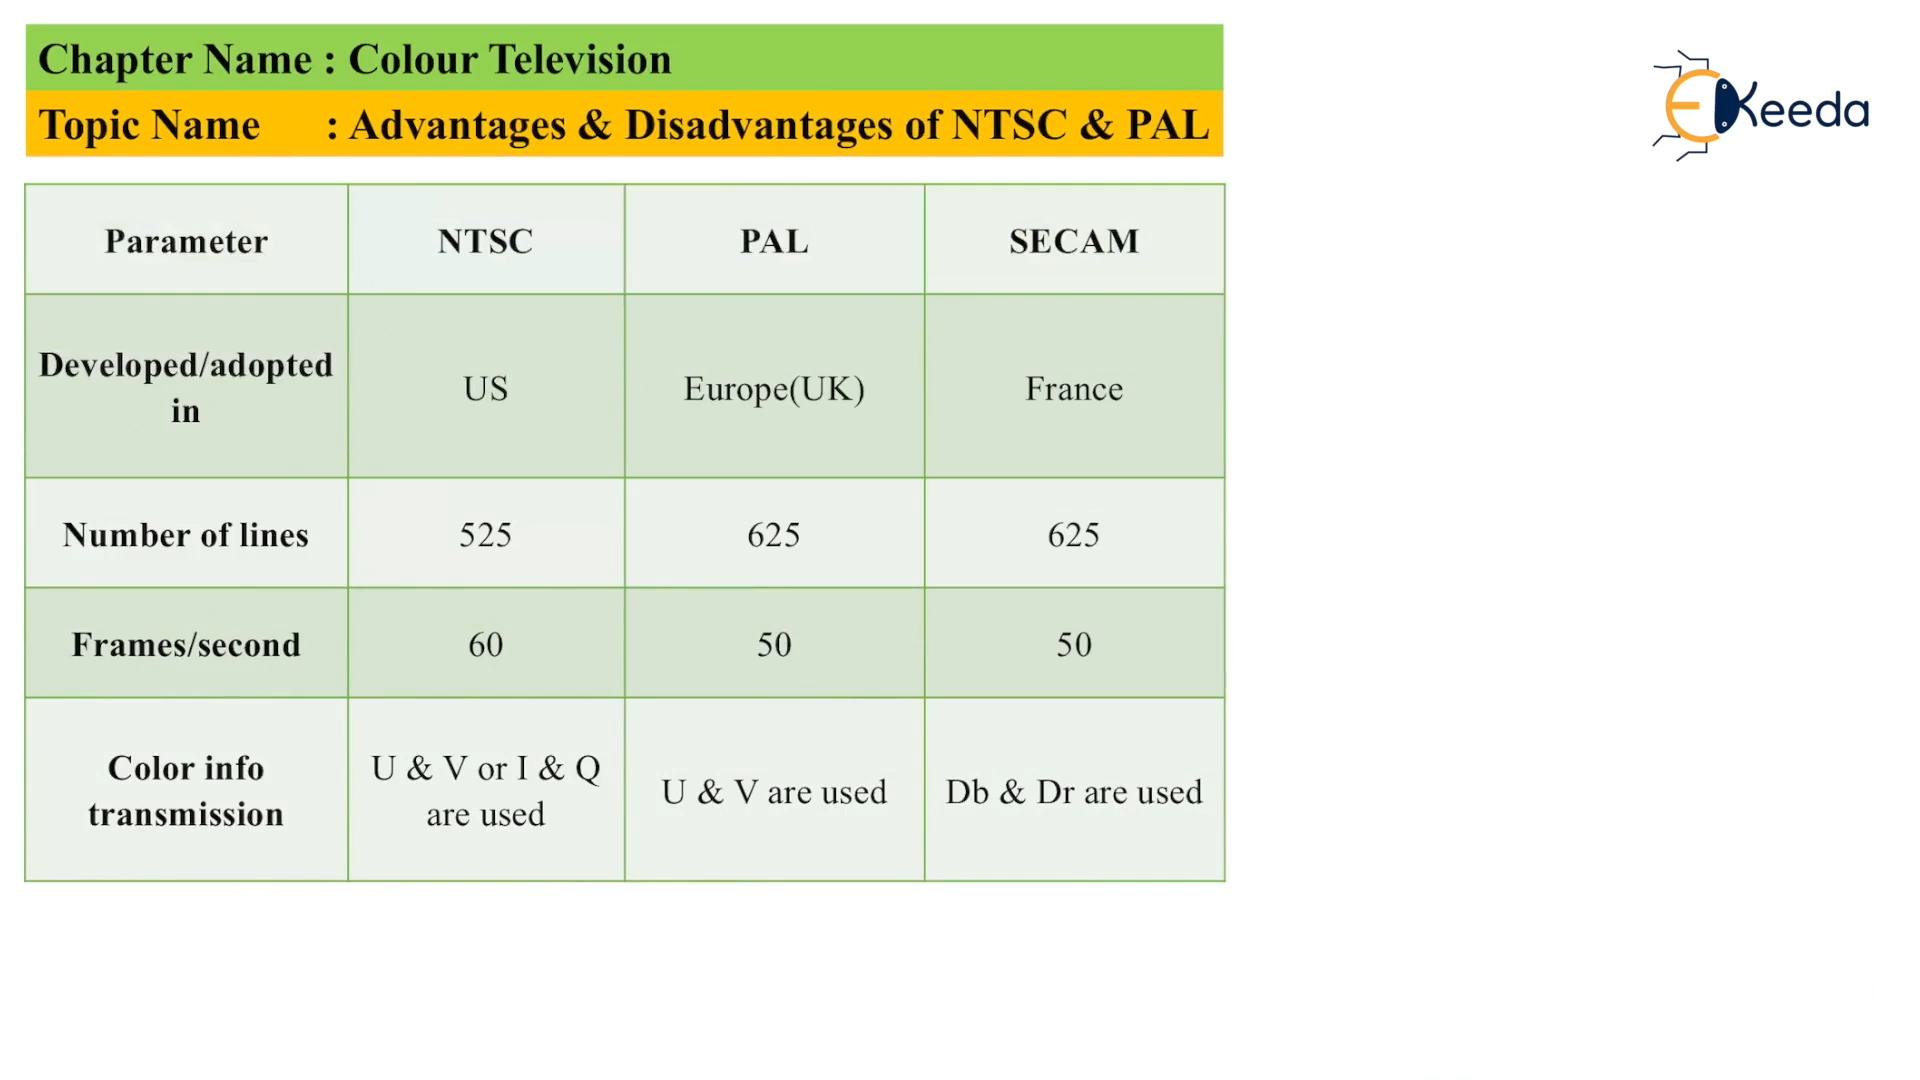 Chapter Name : Colour Television
Topic Name : Advantages & Disadvantages of NTSC & PAL
EKeeda
Parameter NTSC PAL SECAM
Developed/adopted
in
US Europe(UK) France
Number of lines 525 625 625
Frames/second 60 50 50
Color info
transmission
U & V or I & Q
are used
U & V are used
Db & Dr are used